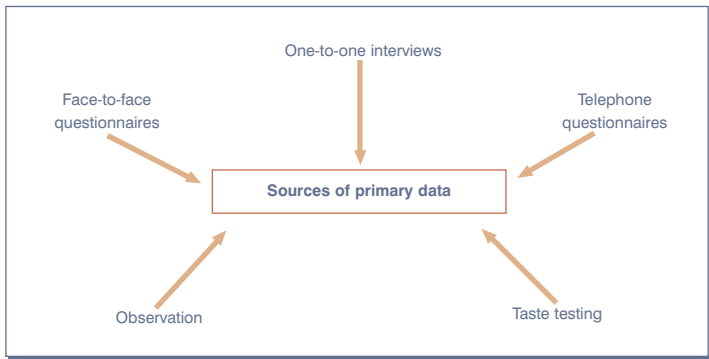 One-to-one interviews
Face-to-face
questionnaires
Telephone
questionnaires
Sources of primary data
Observation
Taste testing